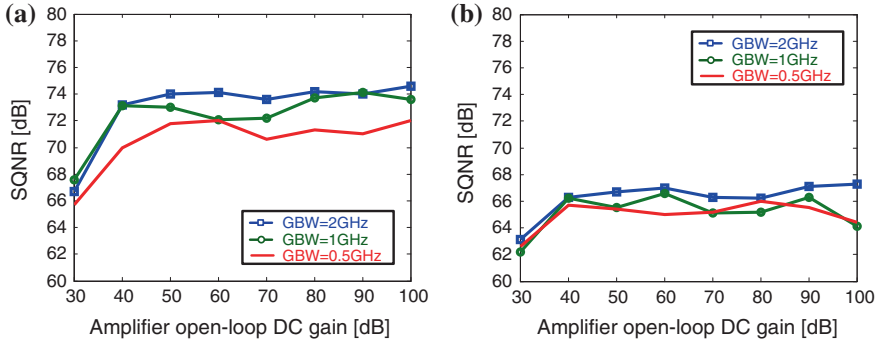 (a)
80
78
76
74
72
70
68
66
64
62
60
SQNR [dB]
GBW=2GHz
GBW=1GHz
GBW=0.5GHz
30 40 50 60 70 80 90 100
Amplifier open-loop DC gain [dB]
(b)
80
78
76
74
72
70
68
66
64
62
60
SQNR [dB]
GBW=2GHz
GBW=1GHz
GBW=0.5GHz
30 40 50 60 70 80 90 100
Amplifier open-loop DC gain [dB]